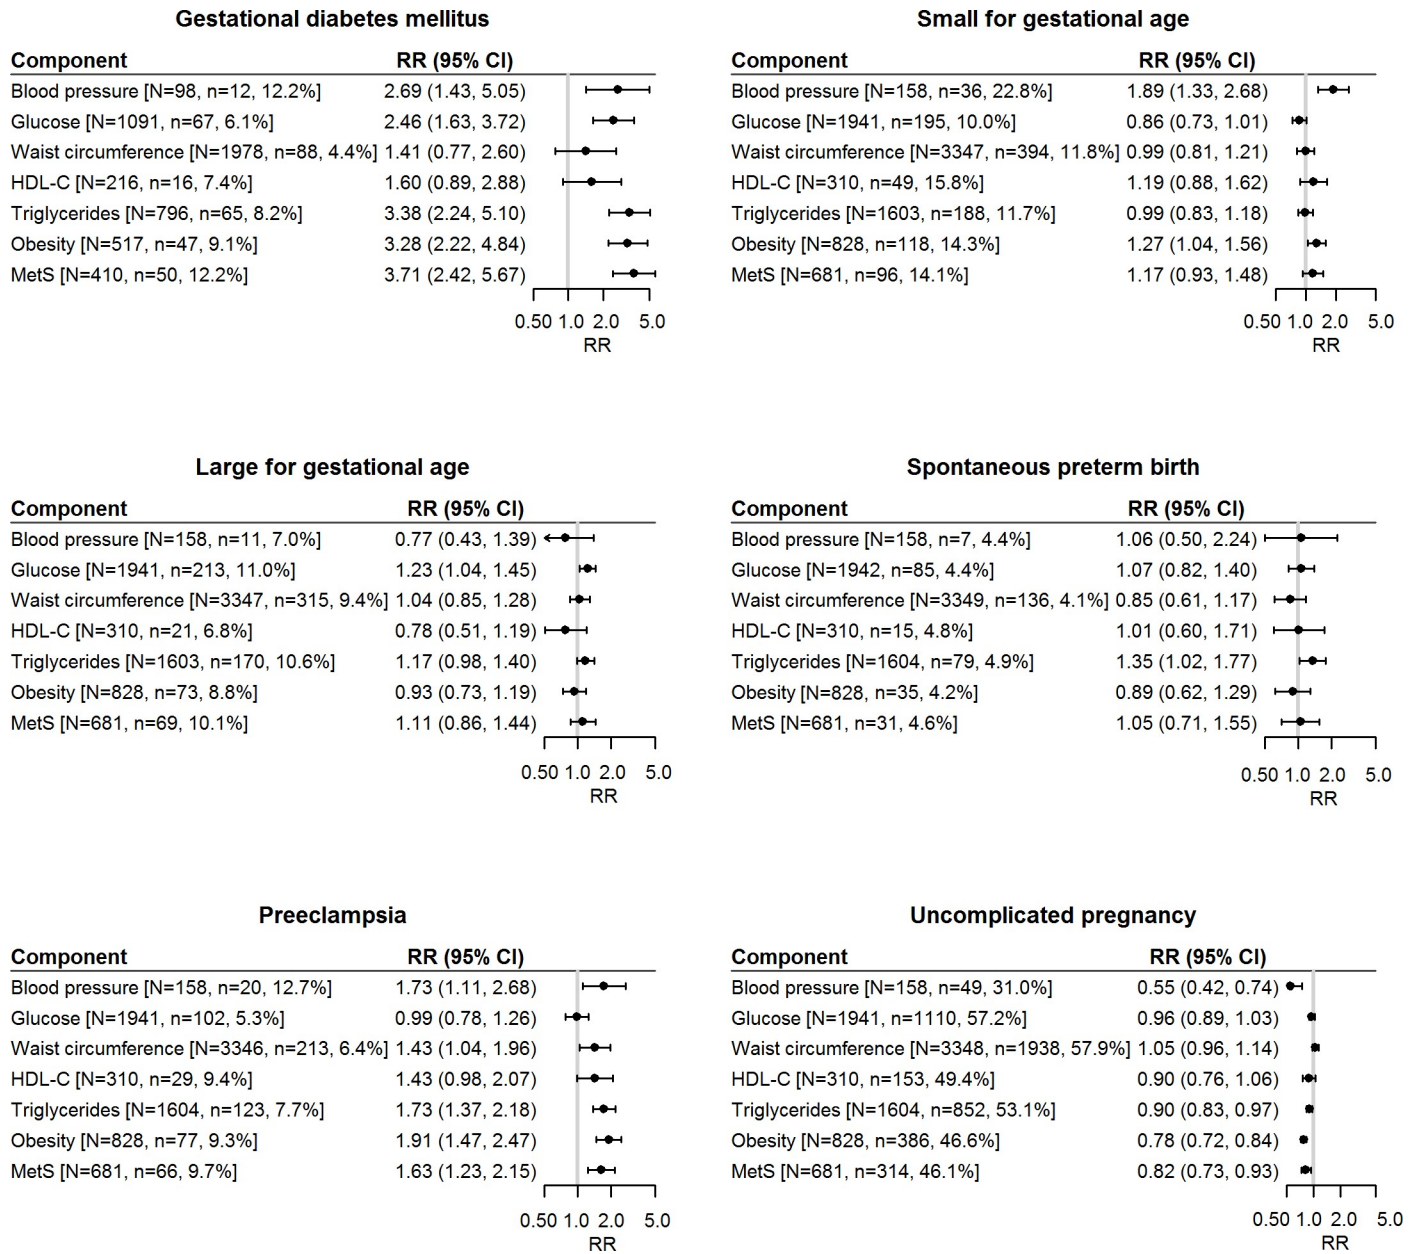 Gestational diabetes mellitus
Component RR (95% CI)
Blood pressure [N=98, n=12, 12.2%] 2.69 (1.43, 5.05)
Glucose [N=1091, n=67, 6.1%] 2.46 (1.63, 3.72)
Waist circumference [N=1978, n=88, 4.4%] 1.41 (0.77, 2.60)
HDL-C [N=216, n=16, 7.4%] 1.60 (0.89, 2.88)
Triglycerides [N=796, n=65, 8.2%] 3.38 (2.24, 5.10)
Obesity [N=517, n=47, 9.1%] 3.28 (2.22, 4.84)
MetS [N=410, n=50, 12.2%] 3.71 (2.42, 5.67)
0.50 1.0 2.0 5.0
RR
Small for gestational age
Component RR (95% CI)
Blood pressure [N=158, n=36, 22.8%] 1.89 (1.33, 2.68)
Glucose [N=1941, n=195, 10.0%] 0.86 (0.73, 1.01)
Waist circumference [N=3347, n=394, 11.8%] 0.99 (0.81, 1.21)
HDL-C [N=310, n=49, 15.8%] 1.19 (0.88, 1.62)
Triglycerides [N=1603, n=188, 11.7%] 0.99 (0.83, 1.18)
Obesity [N=828, n=118, 14.3%] 1.27 (1.04, 1.56)
MetS [N=681, n=96, 14.1%] 1.17 (0.93, 1.48)
0.50 1.0 2.0 5.0
RR
Large for gestational age
Component RR (95% CI)
Blood pressure [N=158, n=11, 7.0%] 0.77 (0.43, 1.39)
Glucose [N=1941, n=213, 11.0%] 1.23 (1.04, 1.45)
Waist circumference [N=3347, n=315, 9.4%] 1.04 (0.85, 1.28)
HDL-C [N=310, n=21, 6.8%] 0.78 (0.51, 1.19)
Triglycerides [N=1603, n=170, 10.6%] 1.17 (0.98, 1.40)
Obesity [N=828, n=73, 8.8%] 0.93 (0.73, 1.19)
MetS [N=681, n=69, 10.1%] 1.11 (0.86, 1.44)
0.50 1.0 2.0 5.0
RR
Spontaneous preterm birth
Component RR (95% CI)
Blood pressure [N=158, n=7, 4.4%] 1.06 (0.50, 2.24)
Glucose [N=1942, n=85, 4.4%] 1.07 (0.82, 1.40)
Waist circumference [N=3349, n=136, 4.1%] 0.85 (0.61, 1.17)
HDL-C [N=310, n=15, 4.8%] 1.01 (0.60, 1.71)
Triglycerides [N=1604, n=79, 4.9%] 1.35 (1.02, 1.77)
Obesity [N=828, n=35, 4.2%] 0.89 (0.62, 1.29)
MetS [N=681, n=31, 4.6%] 1.05 (0.71, 1.55)
0.50 1.0 2.0 5.0
RR
Preeclampsia
Component RR (95% CI)
Blood pressure [N=158, n=20, 12.7%] 1.73 (1.11, 2.68)
Glucose [N=1941, n=102, 5.3%] 0.99 (0.78, 1.26)
Waist circumference [N=3346, n=213, 6.4%] 1.43 (1.04, 1.96)
HDL-C [N=310, n=29, 9.4%] 1.43 (0.98, 2.07)
Triglycerides [N=1604, n=123, 7.7%] 1.73 (1.37, 2.18)
Obesity [N=828, n=77, 9.3%] 1.91 (1.47, 2.47)
MetS [N=681, n=66, 9.7%] 1.63 (1.23, 2.15)
0.50 1.0 2.0 5.0
RR
Uncomplicated pregnancy
Component RR (95% CI)
Blood pressure [N=158, n=49, 31.0%] 0.55 (0.42, 0.74)
Glucose [N=1941, n=1110, 57.2%] 0.96 (0.89, 1.03)
Waist circumference [N=3348, n=1938, 57.9%] 1.05 (0.96, 1.14)
HDL-C [N=310, n=153, 49.4%] 0.90 (0.76, 1.06)
Triglycerides [N=1604, n=852, 53.1%] 0.90 (0.83, 0.97)
Obesity [N=828, n=386, 46.6%] 0.78 (0.72, 0.84)
MetS [N=681, n=314, 46.1%] 0.82 (0.73, 0.93)
0.50 1.0 2.0 5.0
RR